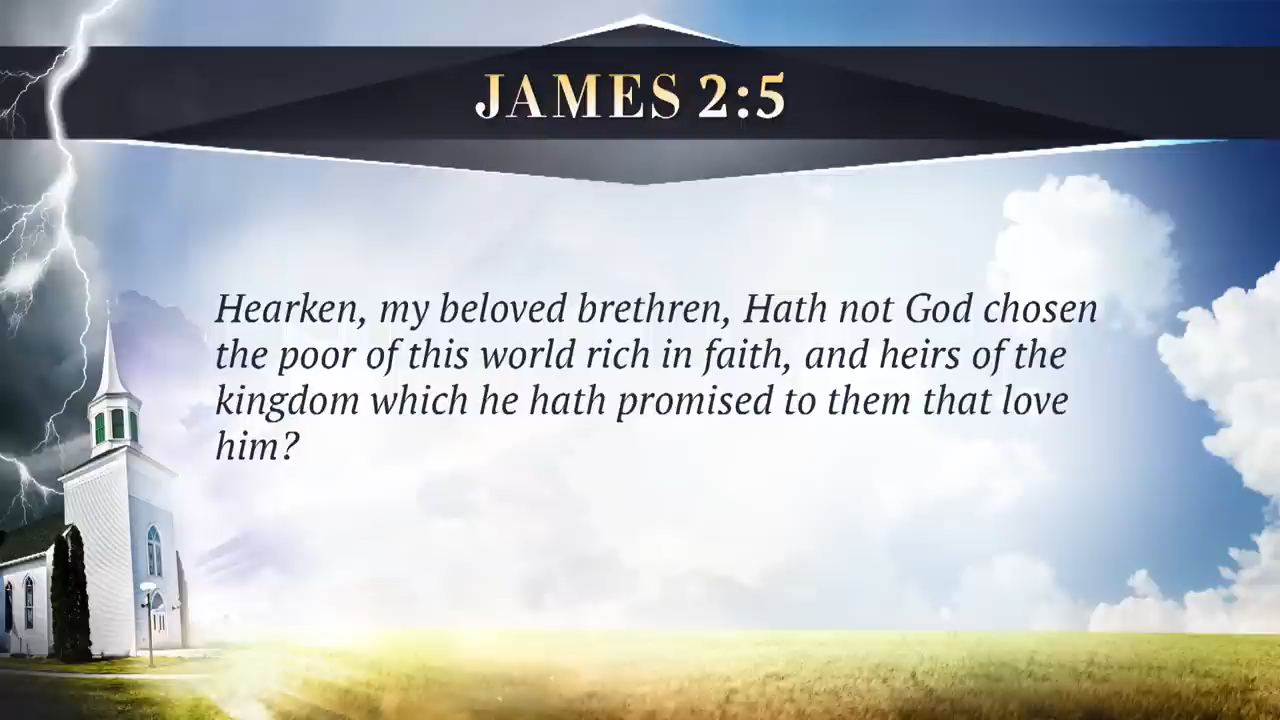 JAMES 2:5
Hearken, my beloved brethren, Hath not God chosen
the poor of this world rich in faith, and heirs of the
kingdom which he hath promised to them that love
him?